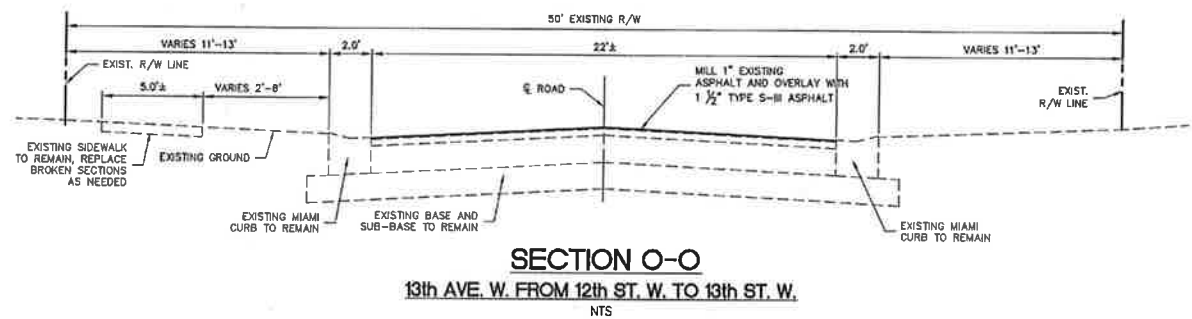 50' EXISTING R/W
VARIES 11'-13'
2.0'
22'±
2.0'
VARIES 11'-13'
EXIST. R/W LINE
5.0'±
VARIES 2'-8'
℄ ROAD
MILL 1" EXISTING
ASPHALT AND OVERLAY WITH
1 1/2" TYPE S-III ASPHALT
EXIST.
R/W LINE
EXISTING SIDEWALK
TO REMAIN, REPLACE
BROKEN SECTIONS
AS NEEDED
EXISTING GROUND
EXISTING MIAMI
CURB TO REMAIN
EXISTING BASE AND
SUB-BASE TO REMAIN
EXISTING MIAMI
CURB TO REMAIN
SECTION O-O
13th AVE. W. FROM 12th ST. W. TO 13th ST. W.
NTS